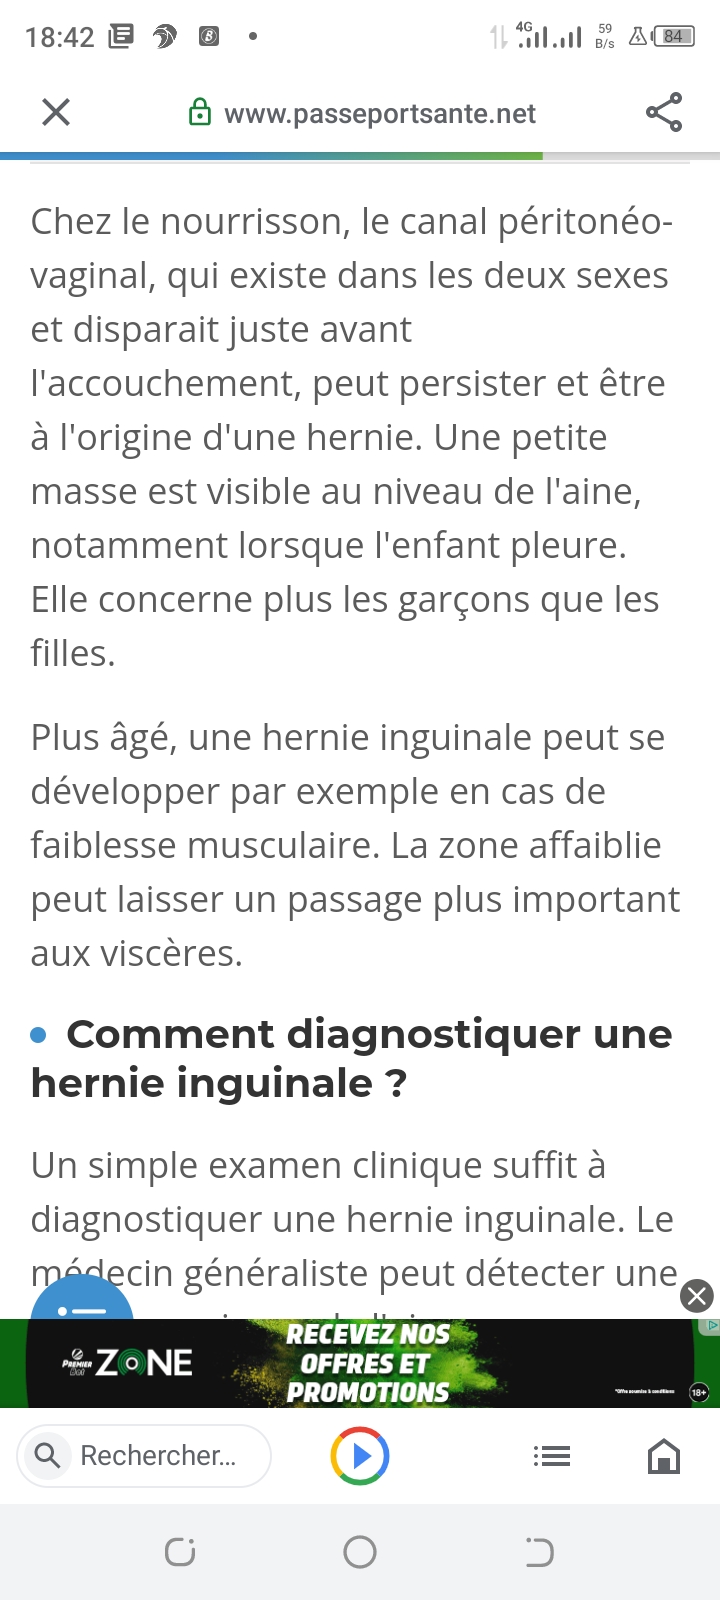 18:42
4G
59
B/s
84
www.passeportsante.net
Chez le nourrisson, le canal péritonéo-
vaginal, qui existe dans les deux sexes
et disparait juste avant
l'accouchement, peut persister et être
à l'origine d'une hernie. Une petite
masse est visible au niveau de l'aine,
notamment lorsque l'enfant pleure.
Elle concerne plus les garçons que les
filles.
Plus âgé, une hernie inguinale peut se
développer par exemple en cas de
faiblesse musculaire. La zone affaiblie
peut laisser un passage plus important
aux viscères.
Comment diagnostiquer une
hernie inguinale ?
Un simple examen clinique suffit à
diagnostiquer une hernie inguinale. Le
médecin généraliste peut détecter une
PREMIER
Bet
ZONE
RECEVEZ NOS
OFFRES ET
PROMOTIONS
*Offre soumise à conditions
18+
Rechercher...